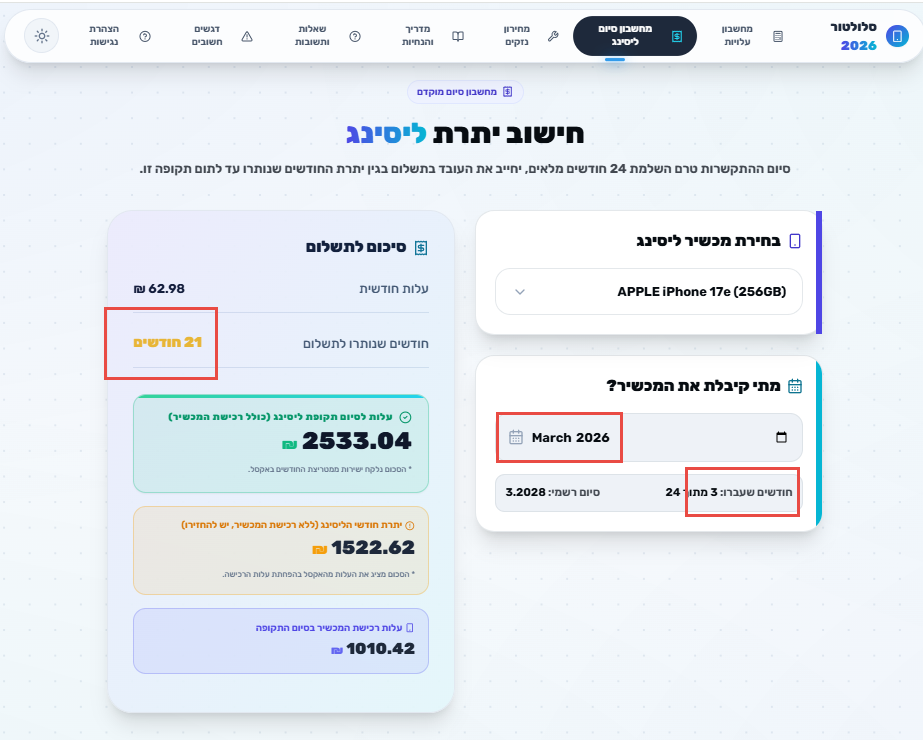 סלולטור
2026
מחשבון
עלויות
מחשבון סיום
ליסינג
מחירון
נזקים
מדריך
והנחיות
שאלות
ותשובות
דגשים
חשובים
הצהרת
נגישות
מחשבון סיום מוקדם
חישוב יתרת ליסינג
סיום ההתקשרות טרם השלמת 24 חודשים מלאים, יחייב את העובד בתשלום בגין יתרת החודשים שנותרו עד לתום תקופה זו.
בחירת מכשיר ליסינג
APPLE iPhone 17e (256GB)
מתי קיבלת את המכשיר?
March 2026
חודשים שעברו: 3 מתוך 24
סיום רשמי: 3.2028
סיכום לתשלום
עלות חודשית
62.98 ₪
חודשים שנותרו לתשלום
21 חודשים
עלות לסיום תקופת ליסינג (כולל רכישת המכשיר)
2533.04 ₪
* הסכום נלקח ישירות ממטריצת החודשים באקסל.
יתרת חודשי הליסינג (ללא רכישת המכשיר, יש להחזירו)
1522.62 ₪
* הסכום מציג את העלות מהאקסל בהפחתת עלות הרכישה.
עלות רכישת המכשיר בסיום התקופה
1010.42 ₪